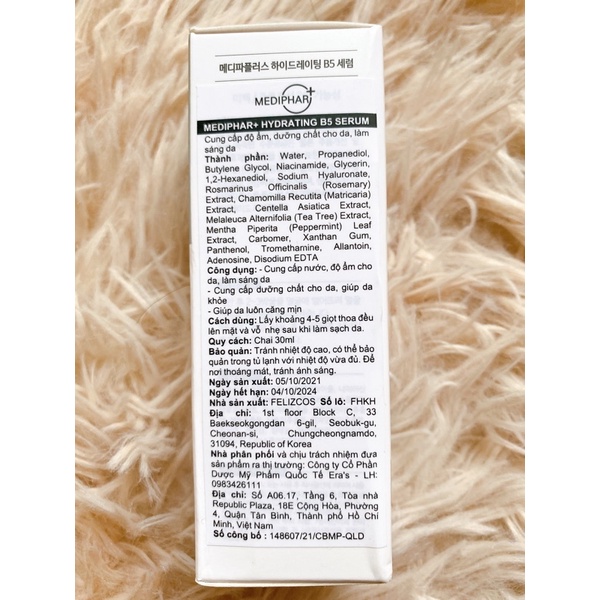 메디파플러스 하이드레이팅 B5 세럼
MEDIPHAR+
MEDIPHAR+ HYDRATING B5 SERUM
Cung cấp độ ẩm, dưỡng chất cho da, làm
sáng da
Thành phần: Water, Propanediol,
Butylene Glycol, Niacinamide, Glycerin,
1,2-Hexanediol, Sodium Hyaluronate,
Rosmarinus Officinalis (Rosemary)
Extract, Chamomilla Recutita (Matricaria)
Extract, Centella Asiatica Extract,
Melaleuca Alternifolia (Tea Tree) Extract,
Mentha Piperita (Peppermint) Leaf
Extract, Carbomer, Xanthan Gum,
Panthenol, Tromethamine, Allantoin,
Adenosine, Disodium EDTA
Công dụng: - Cung cấp nước, độ ẩm cho
da, làm sáng da
- Cung cấp dưỡng chất cho da, giúp da
khỏe
- Giúp da luôn căng mịn
Cách dùng: Lấy khoảng 4-5 giọt thoa đều
lên mặt và vỗ nhẹ sau khi làm sạch da.
Quy cách: Chai 30ml
Bảo quản: Tránh nhiệt độ cao, có thể bảo
quản trong tủ lạnh với nhiệt độ vừa đủ. Để
nơi thoáng mát, tránh ánh sáng.
Ngày sản xuất: 05/10/2021
Ngày hết hạn: 04/10/2024
Nhà sản xuất: FELIZCOS Số lô: FHKH
Địa chỉ: 1st floor Block C, 33
Baekseokgongdan 6-gil, Seobuk-gu,
Cheonan-si, Chungcheongnamdo,
31094, Republic of Korea
Nhà phân phối và chịu trách nhiệm đưa
sản phẩm ra thị trường: Công ty Cổ Phần
Dược Mỹ Phẩm Quốc Tế Era's - LH:
0983426111
Địa chỉ: Số A06.17, Tầng 6, Tòa nhà
Republic Plaza, 18E Cộng Hòa, Phường
4, Quận Tân Bình, Thành phố Hồ Chí
Minh, Việt Nam
Số công bố : 148607/21/CBMP-QLD